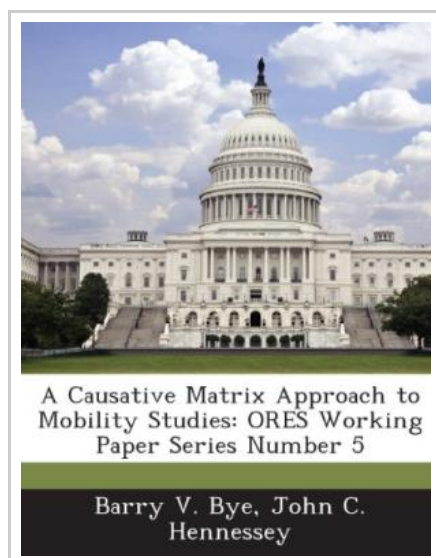 A Causative Matrix Approach to
Mobility Studies: ORES Working
Paper Series Number 5
Barry V. Bye, John C.
Hennessey